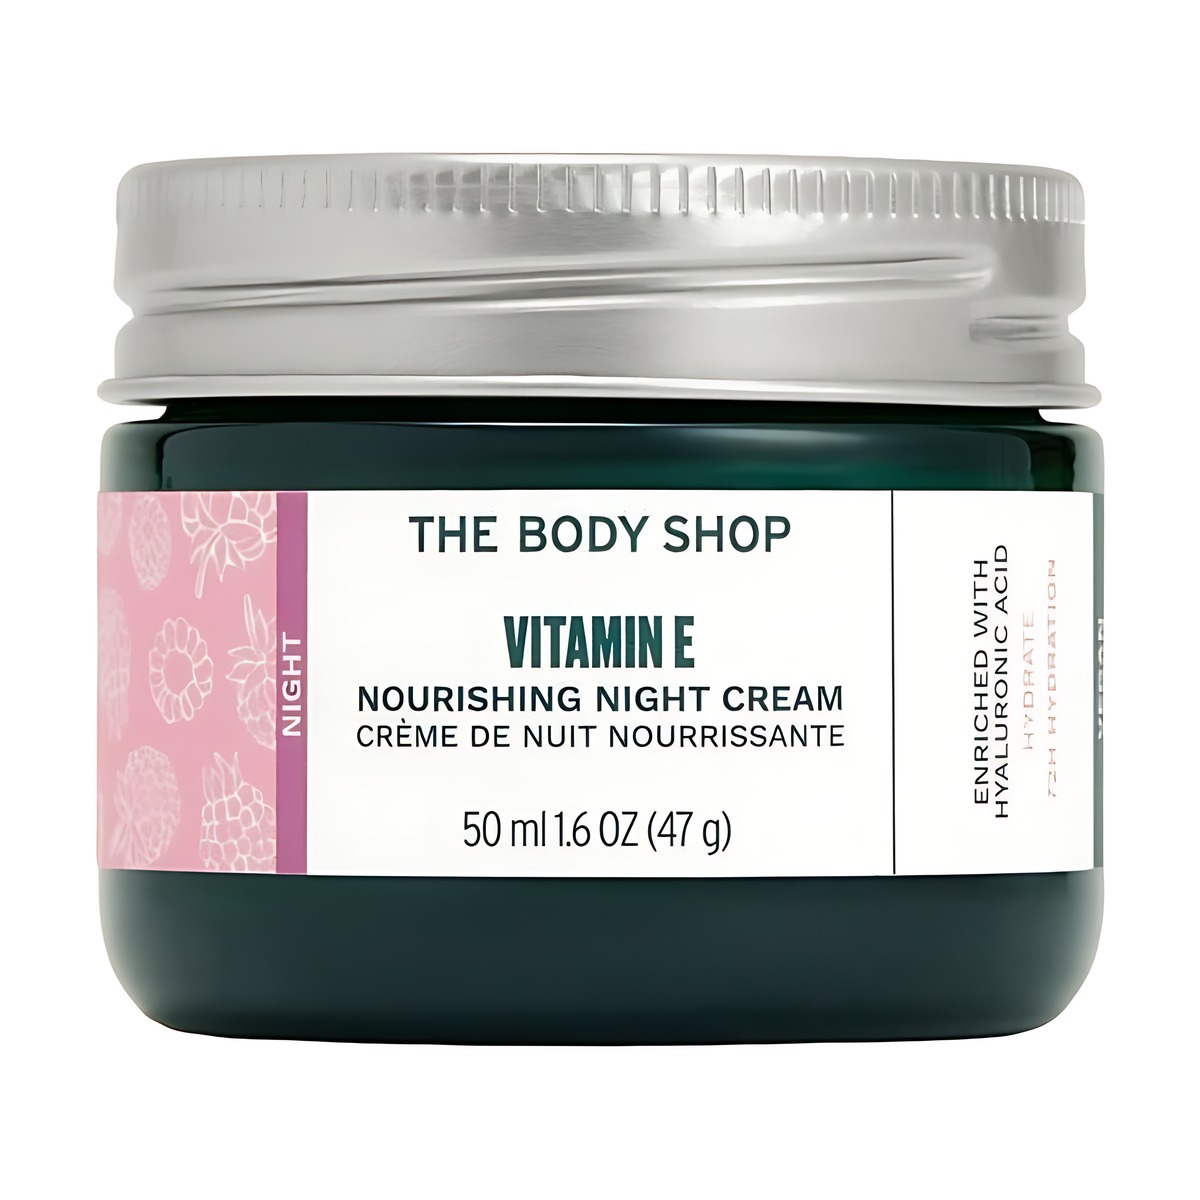 THE BODY SHOP
VITAMIN E
NOURISHING NIGHT CREAM
CRÈME DE NUIT NOURRISSANTE
50 ml 1.6 OZ (47 g)
NIGHT
ENRICHED WITH
HYALURONIC ACID
HYDRATE
72H HYDRATION